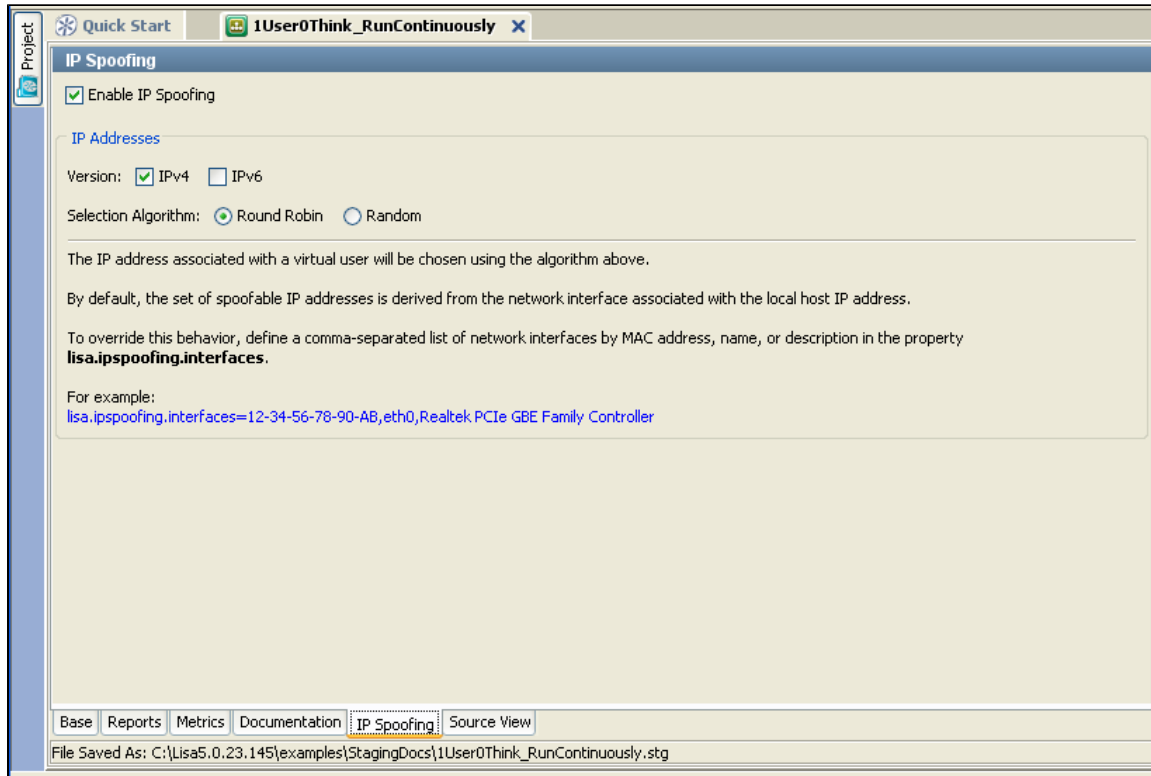 Project
Quick Start
1User0Think_RunContinuously
IP Spoofing
Enable IP Spoofing
IP Addresses
Version: IPv4 IPv6
Selection Algorithm: Round Robin Random
The IP address associated with a virtual user will be chosen using the algorithm above.
By default, the set of spoofable IP addresses is derived from the network interface associated with the local host IP address.
To override this behavior, define a comma-separated list of network interfaces by MAC address, name, or description in the property
lisa.ipspoofing.interfaces.
For example:
lisa.ipspoofing.interfaces=12-34-56-78-90-AB,eth0,Realtek PCIe GBE Family Controller
Base Reports Metrics Documentation IP Spoofing Source View
File Saved As: C:\Lisa5.0.23.145\examples\StagingDocs\1User0Think_RunContinuously.stg